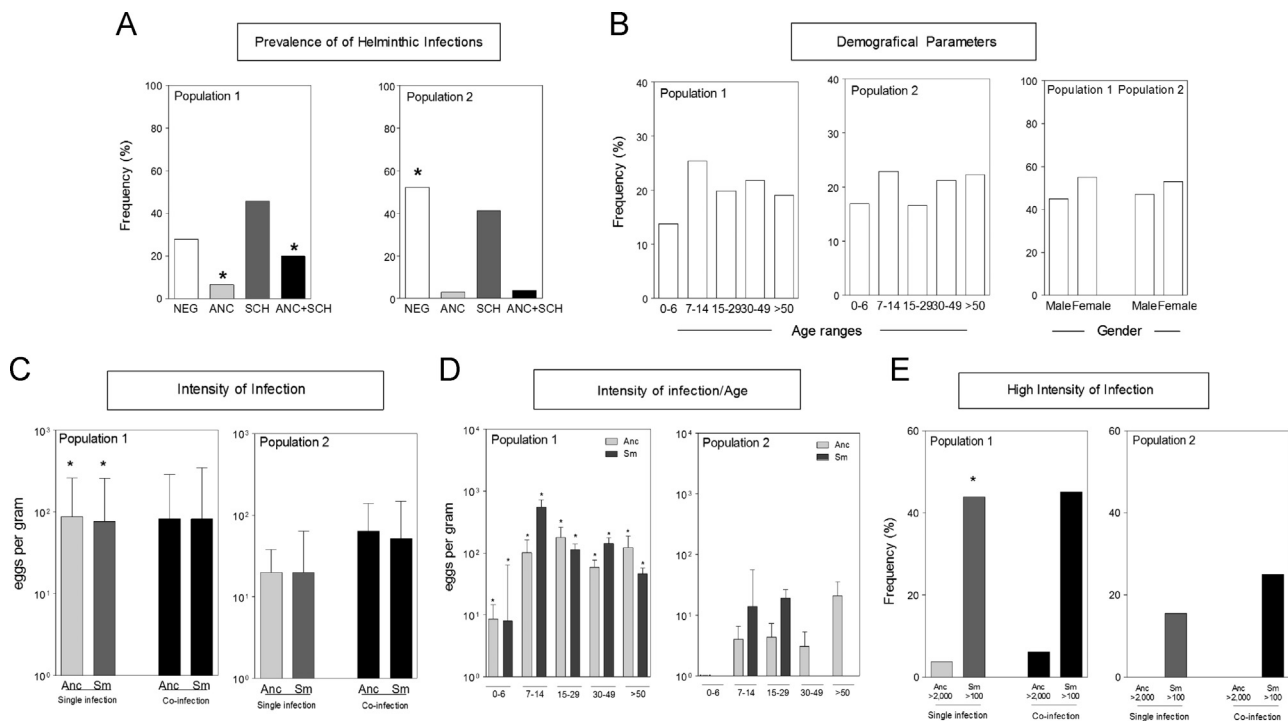 A
Prevalence of of Helminthic Infections
Population 1
Frequency (%)
100
80
60
40
20
0
*
*
NEG ANC SCH ANC+SCH
Population 2
100
80
60
40
20
0
*
NEG ANC SCH ANC+SCH
B
Demografical Parameters
Population 1
Frequency (%)
40
30
20
10
0
0-6 7-14 15-29 30-49 >50
Population 2
40
30
20
10
0
0-6 7-14 15-29 30-49 >50
Age ranges
Population 1 Population 2
100
80
60
40
20
0
Male Female Male Female
Gender
C
Intensity of Infection
Population 1
eggs per gram
10³
10²
10¹
10⁰
* *
Anc Sm Anc Sm
Single infection Co-infection
Population 2
10³
10²
10¹
10⁰
Anc Sm Anc Sm
Single infection Co-infection
D
Intensity of infection/Age
Population 1
Anc
Sm
eggs per gram
10⁴
10³
10²
10¹
10⁰
* * * * * * * * * *
0-6 7-14 15-29 30-49 >50
Population 2
Anc
Sm
10⁴
10³
10²
10¹
10⁰
0-6 7-14 15-29 30-49 >50
E
High Intensity of Infection
Population 1
Frequency (%)
60
40
20
0
*
Anc Sm Anc Sm
>2,000 >100 >2,000 >100
Single infection Co-infection
Population 2
60
40
20
0
Anc Sm Anc Sm
>2,000 >100 >2,000 >100
Single infection Co-infection